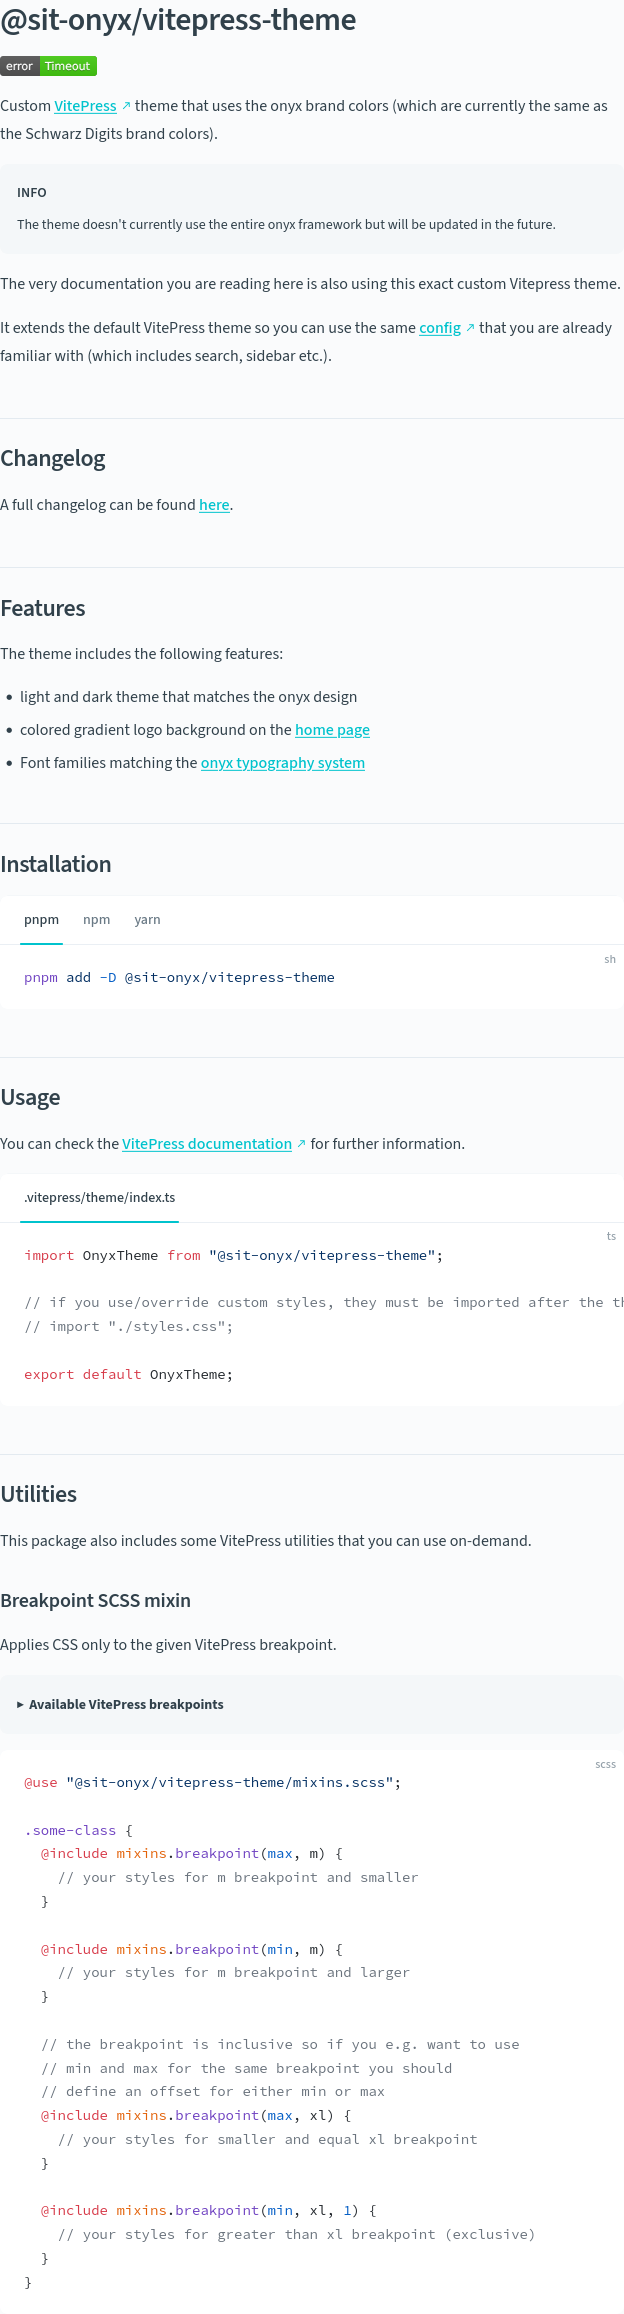 @sit-onyx/vitepress-theme
error Timeout
Custom VitePress ↗ theme that uses the onyx brand colors (which are currently the same as
the Schwarz Digits brand colors).
INFO
The theme doesn't currently use the entire onyx framework but will be updated in the future.
The very documentation you are reading here is also using this exact custom Vitepress theme.
It extends the default VitePress theme so you can use the same config ↗ that you are already
familiar with (which includes search, sidebar etc.).
Changelog
A full changelog can be found here.
Features
The theme includes the following features:
• light and dark theme that matches the onyx design
• colored gradient logo background on the home page
• Font families matching the onyx typography system
Installation
pnpm npm yarn
sh
pnpm add -D @sit-onyx/vitepress-theme
Usage
You can check the VitePress documentation ↗ for further information.
.vitepress/theme/index.ts
ts
import OnyxTheme from "@sit-onyx/vitepress-theme";
// if you use/override custom styles, they must be imported after the
// import "./styles.css";
export default OnyxTheme;
Utilities
This package also includes some VitePress utilities that you can use on-demand.
Breakpoint SCSS mixin
Applies CSS only to the given VitePress breakpoint.
▸ Available VitePress breakpoints
scss
@use "@sit-onyx/vitepress-theme/mixins.scss";
.some-class {
@include mixins.breakpoint(max, m) {
// your styles for m breakpoint and smaller
}
@include mixins.breakpoint(min, m) {
// your styles for m breakpoint and larger
}
// the breakpoint is inclusive so if you e.g. want to use
// min and max for the same breakpoint you should
// define an offset for either min or max
@include mixins.breakpoint(max, xl) {
// your styles for smaller and equal xl breakpoint
}
@include mixins.breakpoint(min, xl, 1) {
// your styles for greater than xl breakpoint (exclusive)
}
}